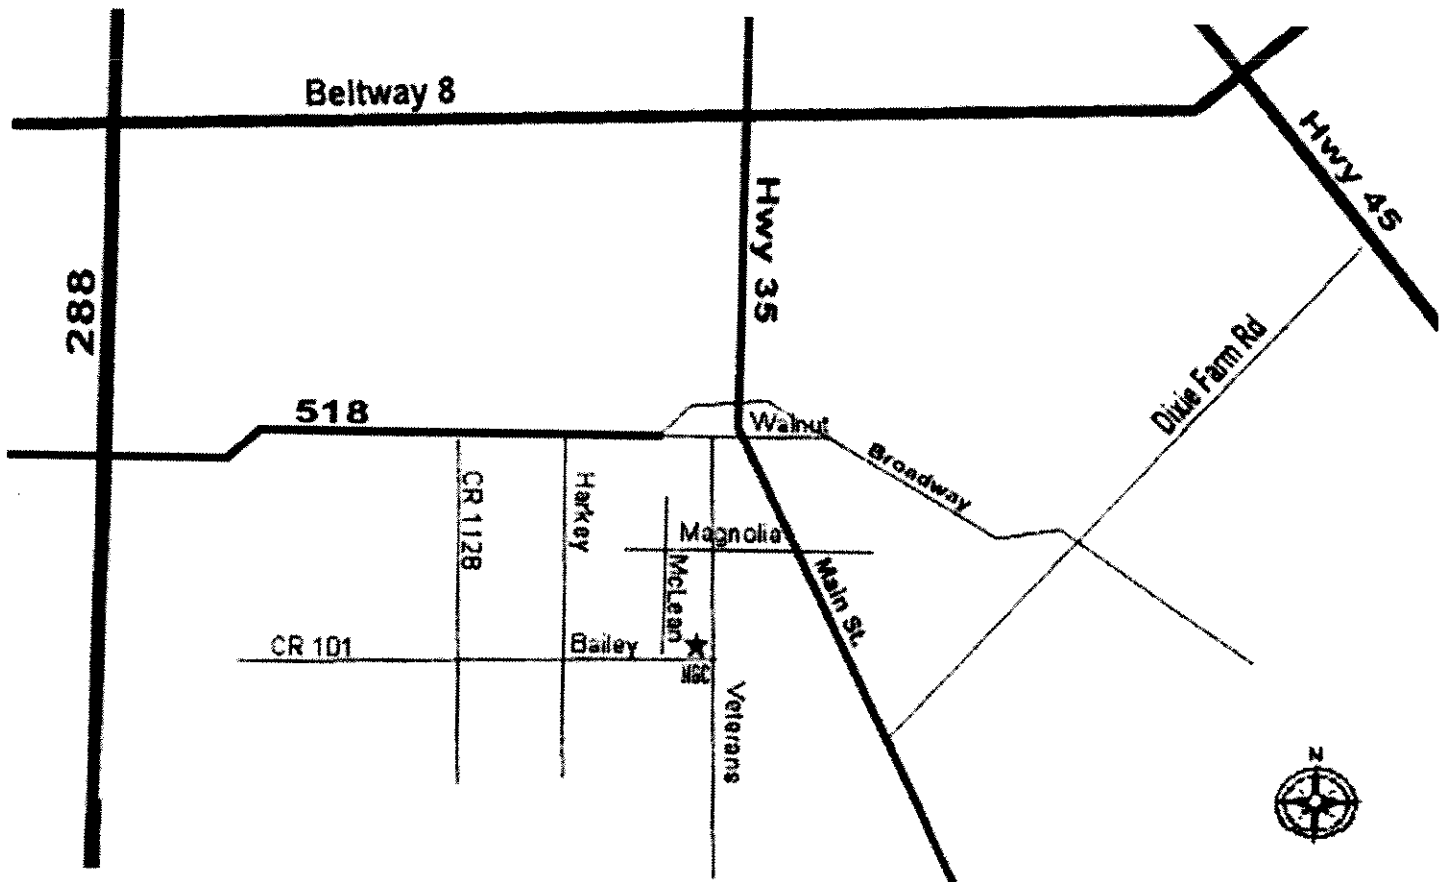 Beltway 8
Hwy 45
Hwy 35
288
Dixie Farm Rd
518
Walnut
Broadway
CR 1128
Harkey
Magnolia
McLean
Main St.
CR 101
Bailey
Veterans
N